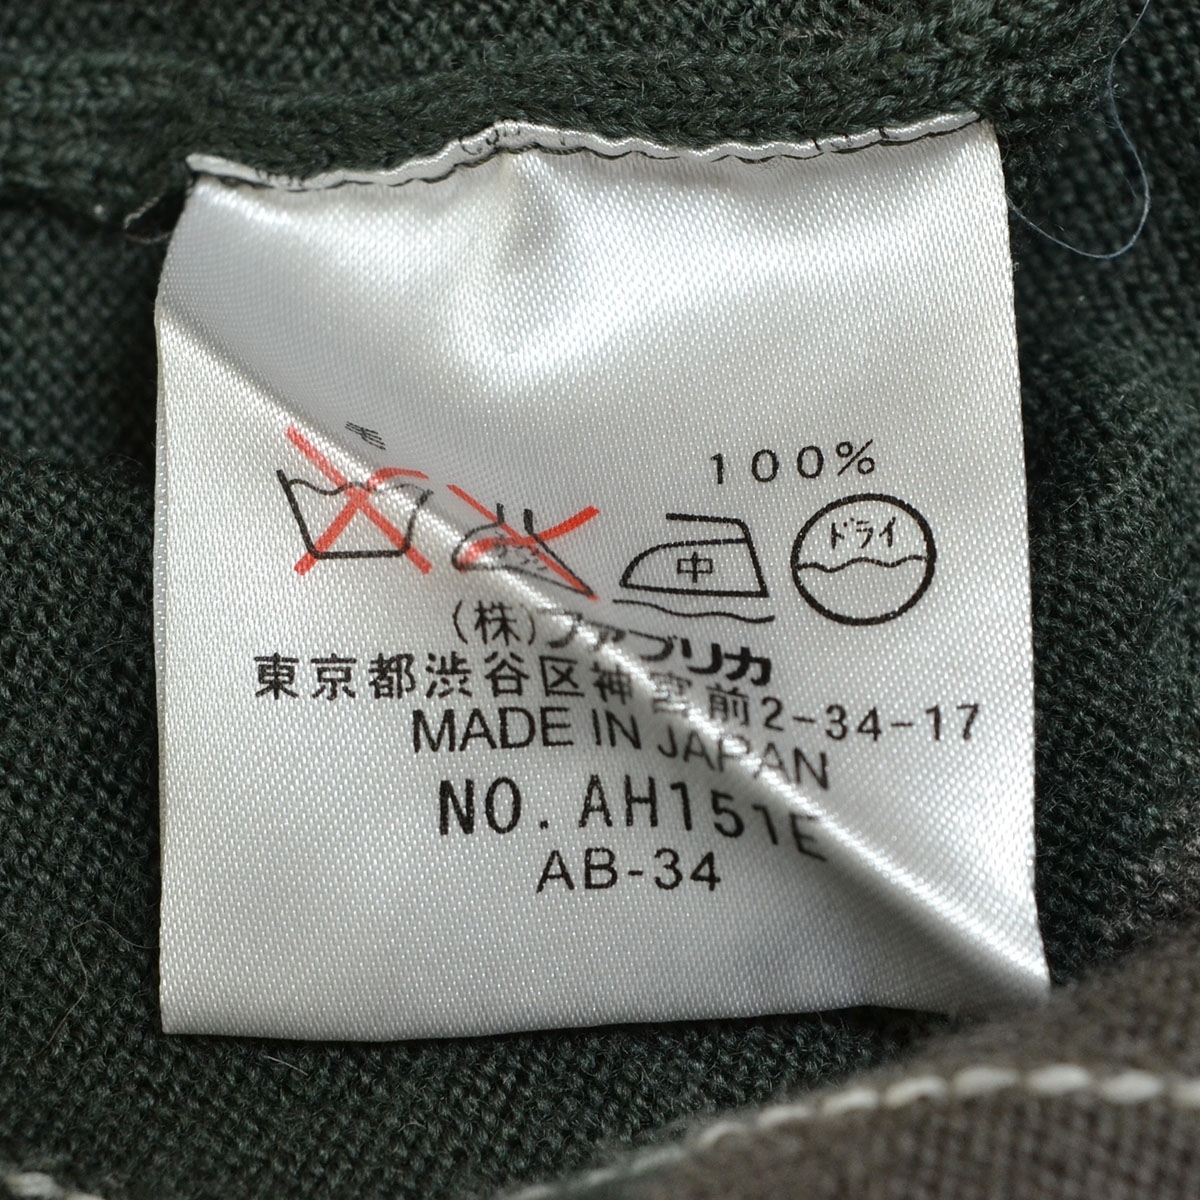 毛 100%
中 ドライ
(株)ファブリカ
東京都渋谷区神宮前2-34-17
MADE IN JAPAN
NO. AH151E
AB-34